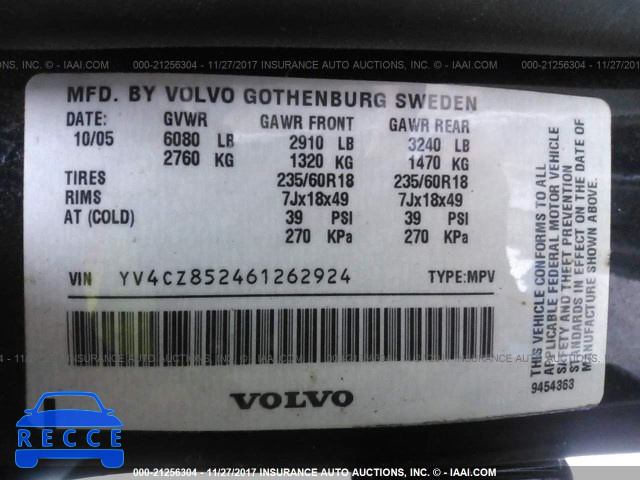 000-21256304 - 11/27/2017 INSURANCE AUTO AUCTIONS, INC. - © IAAI.COM
MFD. BY VOLVO GOTHENBURG SWEDEN
DATE: GVWR GAWR FRONT GAWR REAR
10/05 6080 LB 2910 LB 3240 LB
2760 KG 1320 KG 1470 KG
TIRES 235/60R18 235/60R18
RIMS 7Jx18x49 7Jx18x49
AT (COLD) 39 PSI 39 PSI
270 KPa 270 KPa
VIN YV4CZ852461262924 TYPE:MPV
VOLVO
THIS VEHICLE CONFORMS TO ALL
APPLICABLE FEDERAL MOTOR VEHICLE
SAFETY AND THEFT PREVENTION
STANDARDS IN EFFECT ON THE DATE OF
MANUFACTURE SHOWN ABOVE.
9454363
RECCE
000-21256304 - 11/27/2017 INSURANCE AUTO AUCTIONS, INC. - © IAAI.COM